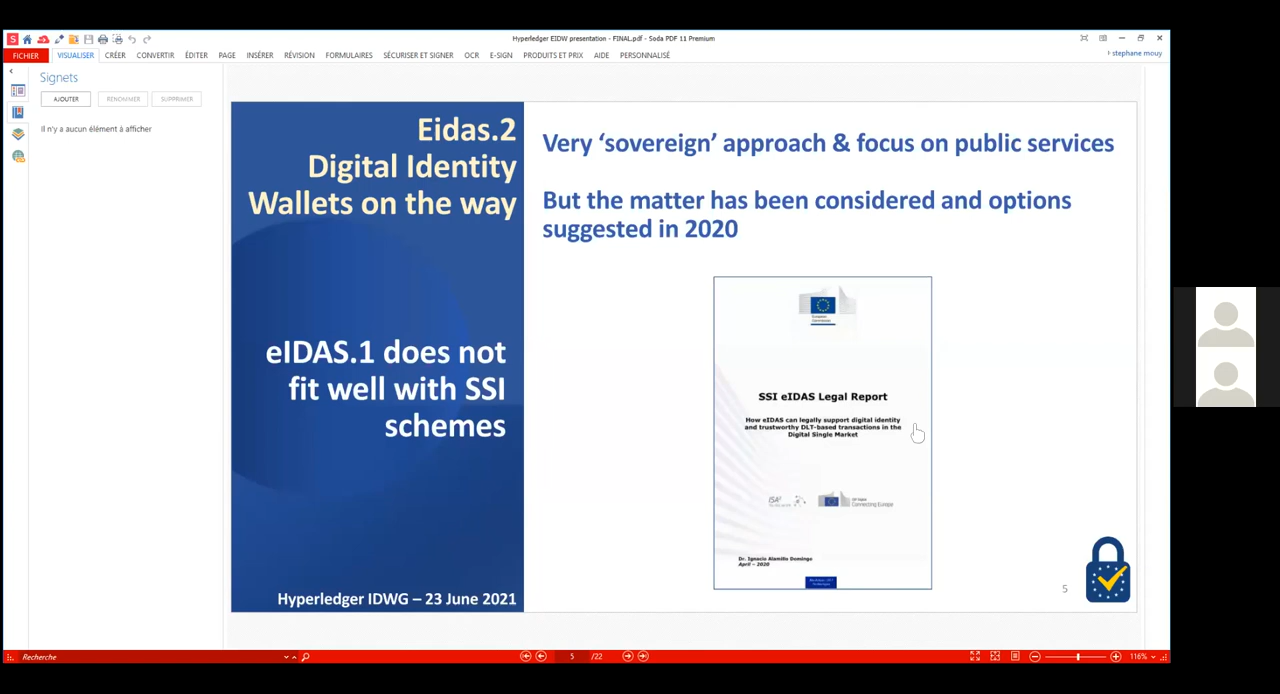 Hyperledger EIDW presentation - FINAL.pdf - Soda PDF 11 Premium
FICHIER VISUALISER CRÉER CONVERTIR ÉDITER PAGE INSÉRER RÉVISION FORMULAIRES SÉCURISER ET SIGNER OCR E-SIGN PRODUITS ET PRIX AIDE PERSONNALISÉ
stephane mouy
Signets
AJOUTER RENOMMER SUPPRIMER
Il n'y a aucun élément à afficher
Eidas.2
Digital Identity
Wallets on the way
eIDAS.1 does not
fit well with SSI
schemes
Hyperledger IDWG – 23 June 2021
Very ‘sovereign’ approach & focus on public services
But the matter has been considered and options
suggested in 2020
European
Commission
SSI eIDAS Legal Report
How eIDAS can legally support digital identity
and trustworthy DLT-based transactions in the
Digital Single Market
ISA²
Connecting Europe
Dr. Ignacio Alamillo Domingo
April – 2020
5
Recherche
5 /22
116%